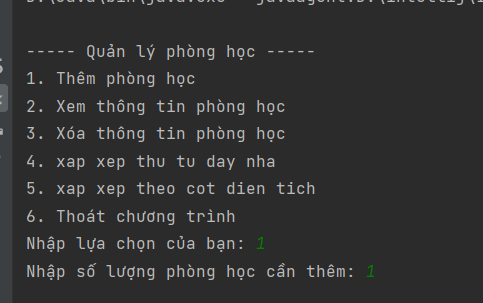 ----- Quản lý phòng học -----
1. Thêm phòng học
2. Xem thông tin phòng học
3. Xóa thông tin phòng học
4. xap xep thu tu day nha
5. xap xep theo cot dien tich
6. Thoát chương trình
Nhập lựa chọn của bạn: 1
Nhập số lượng phòng học cần thêm: 1